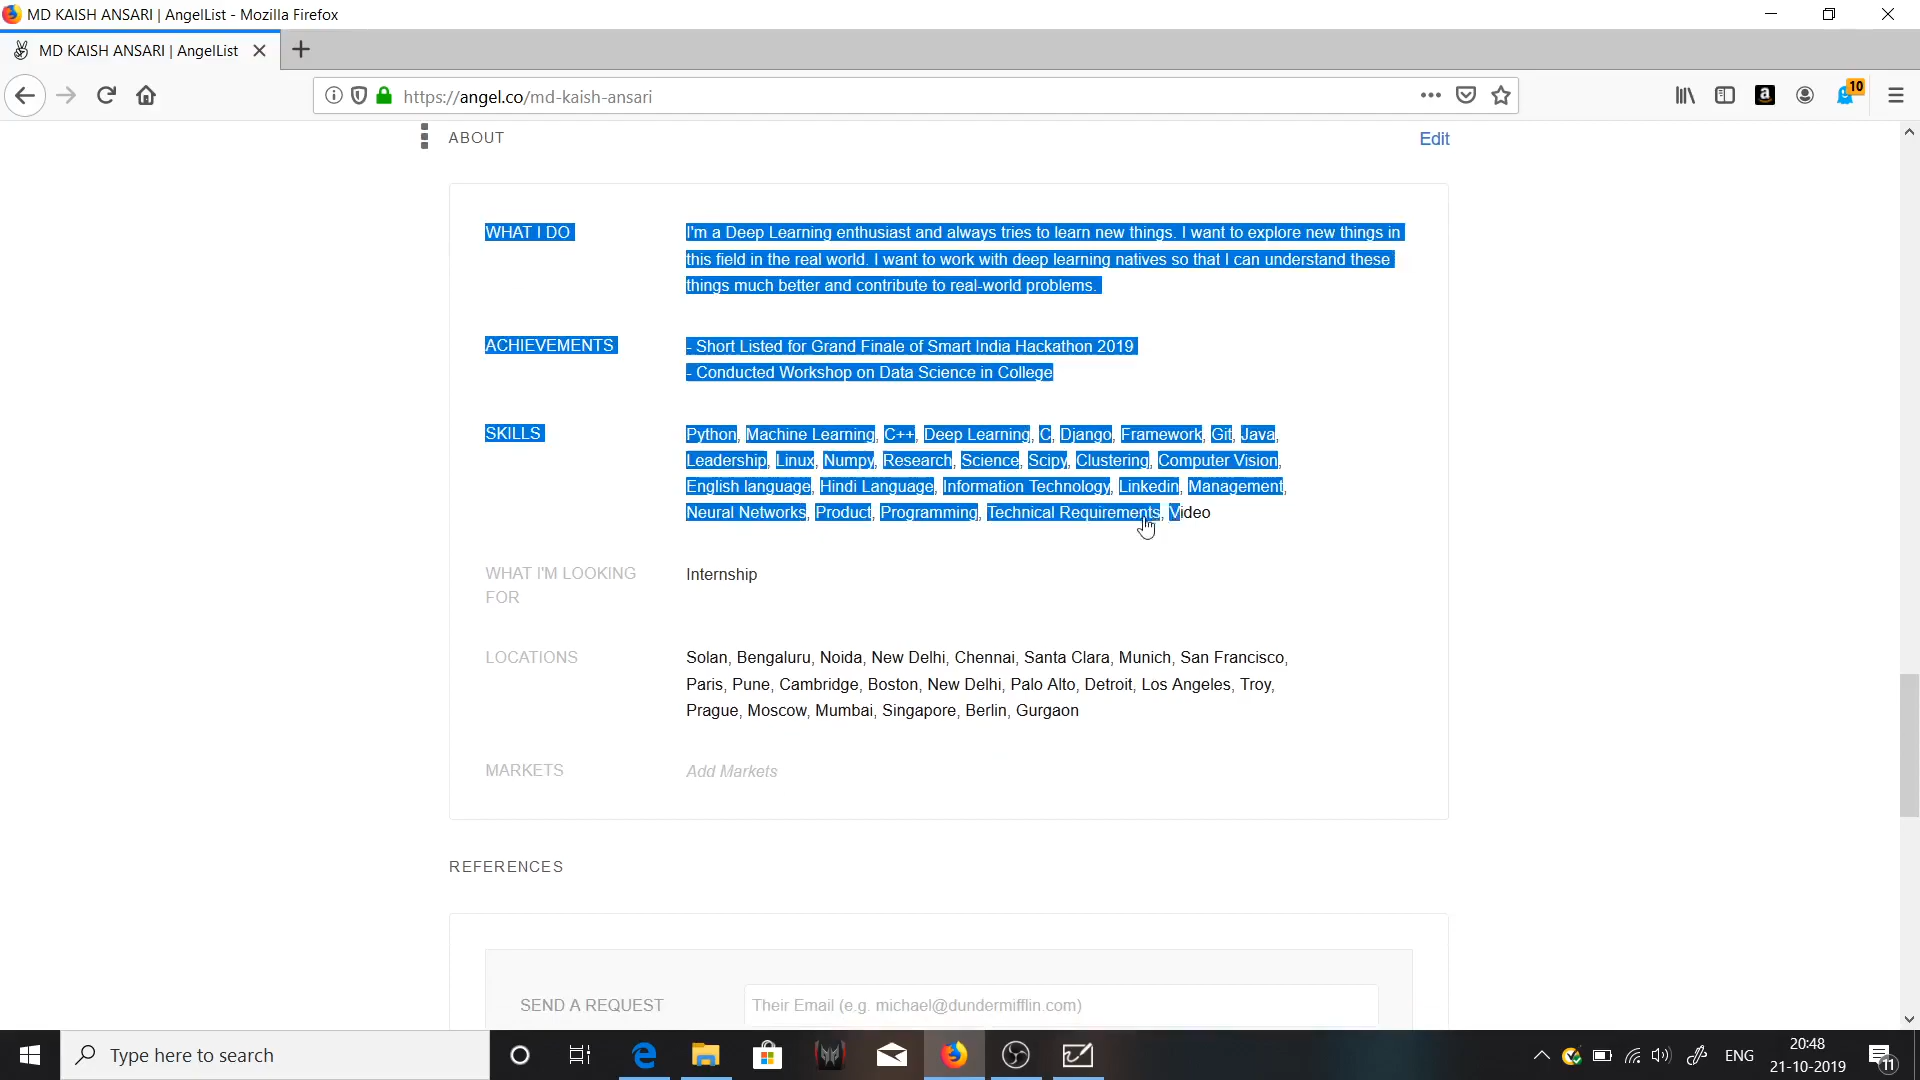 MD KAISH ANSARI | AngelList - Mozilla Firefox
MD KAISH ANSARI | AngelList
https://angel.co/md-kaish-ansari
10
ABOUT
Edit
WHAT I DO
I'm a Deep Learning enthusiast and always tries to learn new things. I want to explore new things in
this field in the real world. I want to work with deep learning natives so that I can understand these
things much better and contribute to real-world problems.
ACHIEVEMENTS
- Short Listed for Grand Finale of Smart India Hackathon 2019
- Conducted Workshop on Data Science in College
SKILLS
Python, Machine Learning, C++, Deep Learning, C, Django, Framework, Git, Java,
Leadership, Linux, Numpy, Research, Science, Scipy, Clustering, Computer Vision,
English language, Hindi Language, Information Technology, Linkedin, Management,
Neural Networks, Product, Programming, Technical Requirements, Video
WHAT I'M LOOKING
FOR
Internship
LOCATIONS
Solan, Bengaluru, Noida, New Delhi, Chennai, Santa Clara, Munich, San Francisco,
Paris, Pune, Cambridge, Boston, New Delhi, Palo Alto, Detroit, Los Angeles, Troy,
Prague, Moscow, Mumbai, Singapore, Berlin, Gurgaon
MARKETS
Add Markets
REFERENCES
SEND A REQUEST
Their Email (e.g. michael@dundermifflin.com)
Type here to search
ENG
20:48
21-10-2019
11